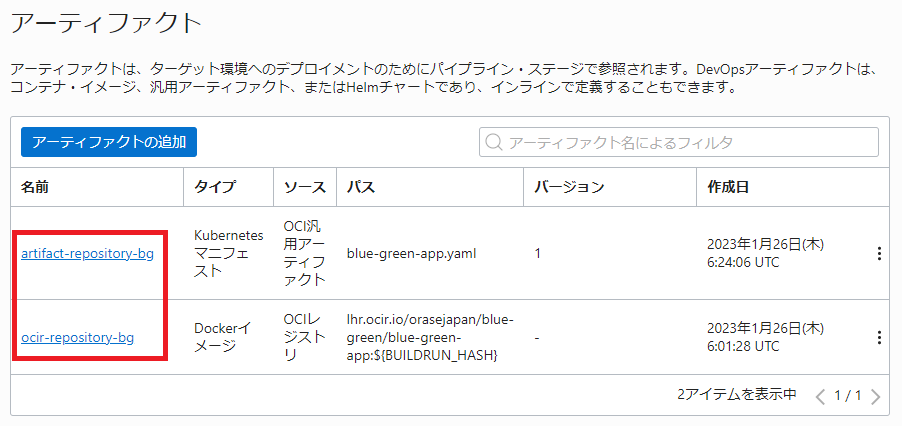 アーティファクト
アーティファクトは、ターゲット環境へのデプロイメントのためにパイプライン・ステージで参照されます。DevOpsアーティファクトは、
コンテナ・イメージ、汎用アーティファクト、またはHelmチャートであり、インラインで定義することもできます。
アーティファクトの追加
アーティファクト名によるフィルタ
名前 タイプ ソース パス バージョン 作成日
artifact-repository-bg
Kubernetes
マニフェ
スト
OCI汎
用アー
ティフ
ァクト
blue-green-app.yaml
1
2023年1月26日(木)
6:24:06 UTC
ocir-repository-bg
Dockerイ
メージ
OCIレ
ジスト
リ
lhr.ocir.io/orasejapan/blue-
green/blue-green-
app:${BUILDRUN_HASH}
-
2023年1月26日(木)
6:01:28 UTC
2アイテムを表示中 1 / 1